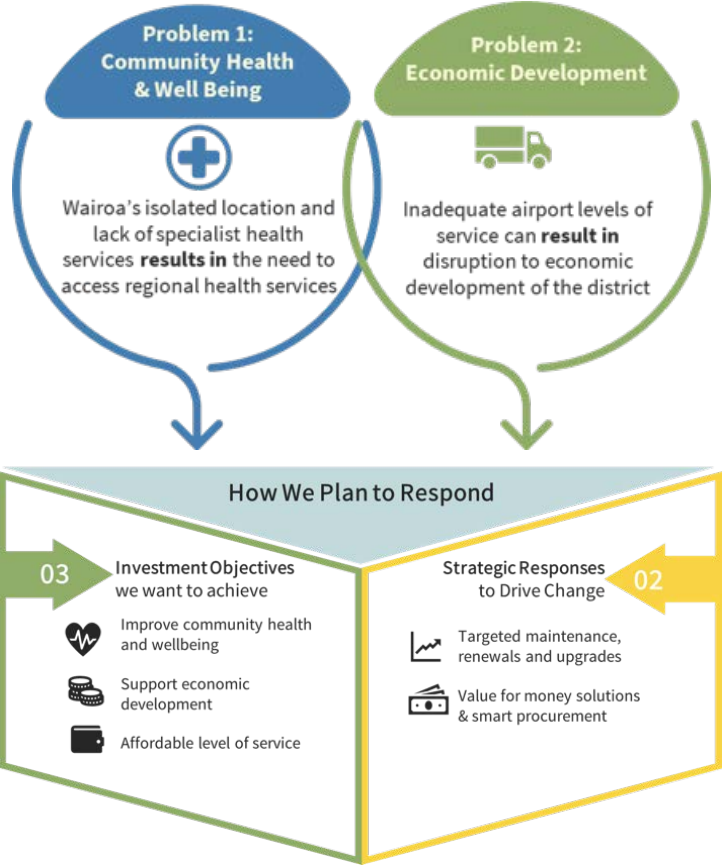 Problem 1:
Community Health
& Well Being
Wairoa's isolated location and
lack of specialist health
services results in the need to
access regional health services
Problem 2:
Economic Development
Inadequate airport levels of
service can result in
disruption to economic
development of the district
How We Plan to Respond
03
Investment Objectives
we want to achieve
Improve community health
and wellbeing
Support economic
development
Affordable level of service
Strategic Responses
to Drive Change
02
Targeted maintenance,
renewals and upgrades
Value for money solutions
& smart procurement